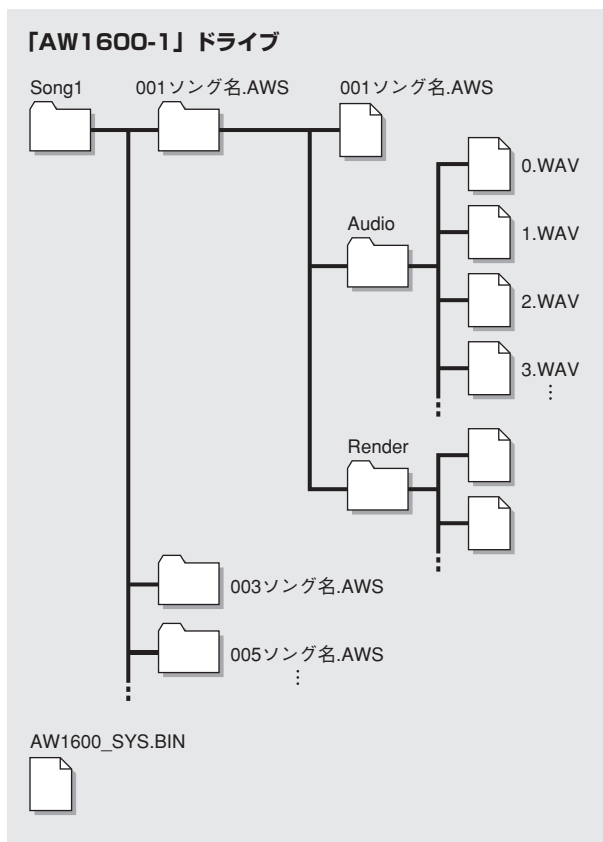 「AW1600-1」ドライブ
Song1
001ソング名.AWS
001ソング名.AWS
0.WAV
Audio
1.WAV
2.WAV
3.WAV
⋮
Render
003ソング名.AWS
005ソング名.AWS
⋮
AW1600_SYS.BIN